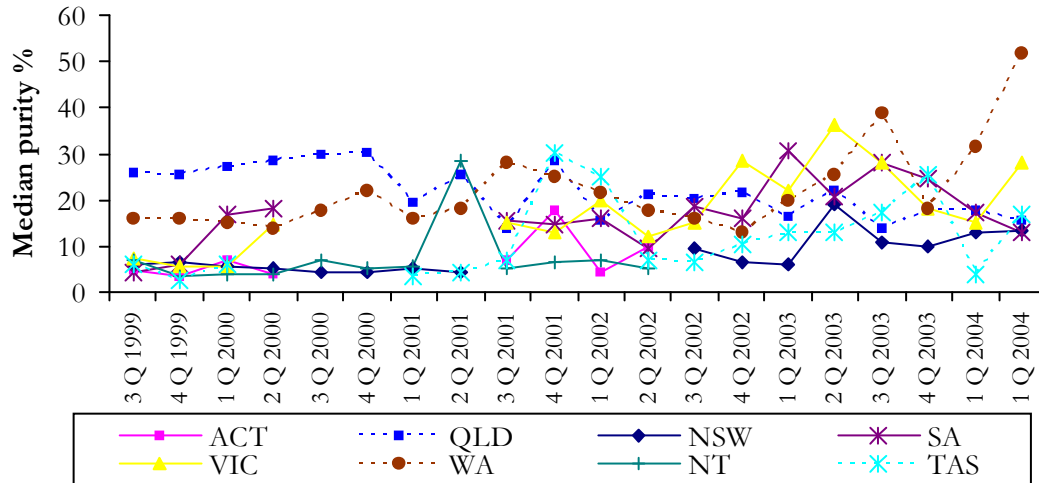 Median purity %
60
50
40
30
20
10
0
3 Q 1999
4 Q 1999
1 Q 2000
2 Q 2000
3 Q 2000
4 Q 2000
1 Q 2001
2 Q 2001
3 Q 2001
4 Q 2001
1 Q 2002
2 Q 2002
3 Q 2002
4 Q 2002
1 Q 2003
2 Q 2003
3 Q 2003
4 Q 2003
1 Q 2004
1 Q 2004
ACT QLD NSW SA
VIC WA NT TAS